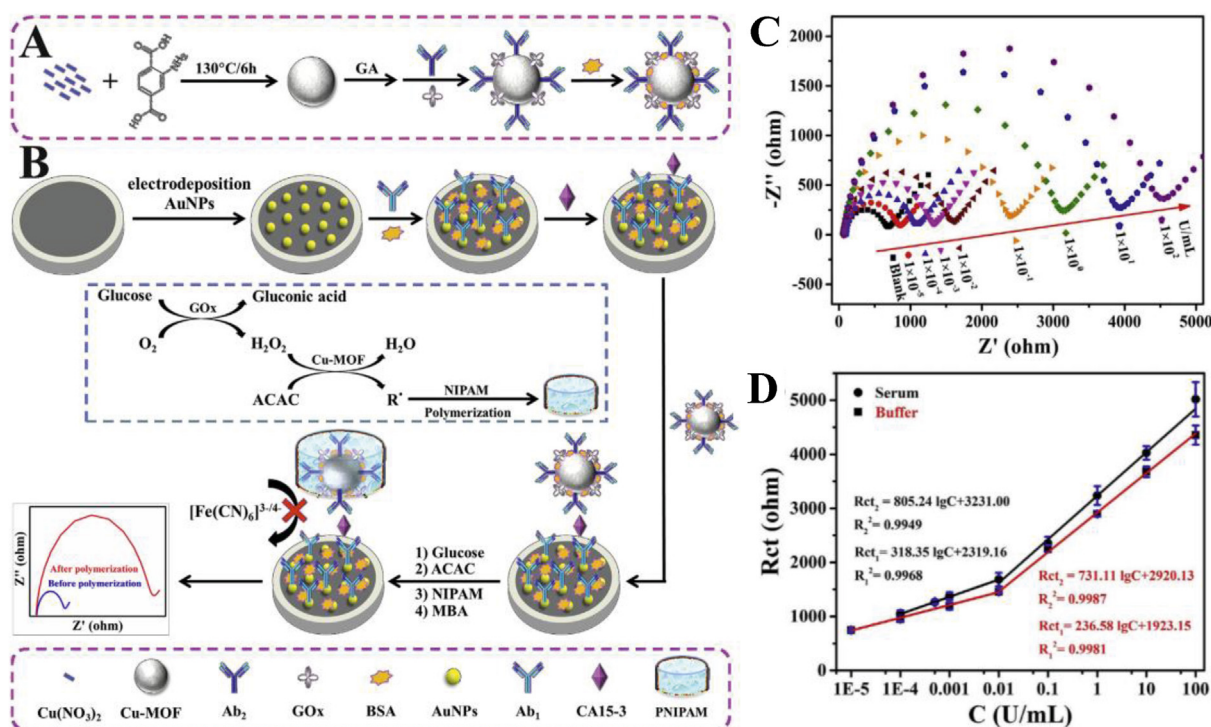 A
OH
O
NH₂
O
HO
130°C/6h
GA
B
electrodeposition
AuNPs
Glucose
Gluconic acid
GOx
O₂
H₂O₂
H₂O
Cu-MOF
ACAC
R·
NIPAM
Polymerization
[Fe(CN)₆]³⁻/⁴⁻
1) Glucose
2) ACAC
3) NIPAM
4) MBA
Z'' (ohm)
After polymerization
Before polymerization
Z' (ohm)
Cu(NO₃)₂
Cu-MOF
Ab₂
GOx
BSA
AuNPs
Ab₁
CA15-3
PNIPAM
C
2000
1500
1000
500
0
-500
-Z'' (ohm)
Blank
1×10⁻⁵
1×10⁻⁴
1×10⁻³
1×10⁻²
1×10⁻¹
1×10⁰
1×10¹
1×10²
U/mL
0
1000
2000
3000
4000
5000
Z' (ohm)
D
Serum
Buffer
5000
4000
3000
2000
1000
0
Rct (ohm)
Rct₂ = 805.24 lgC+3231.00
R₂² = 0.9949
Rct₁= 318.35 lgC+2319.16
R₁² = 0.9968
Rct₂ = 731.11 lgC+2920.13
R₂² = 0.9987
Rct₁=236.58 lgC+1923.15
R₁²= 0.9981
1E-5
1E-4
0.001
0.01
0.1
1
10
100
C (U/mL)